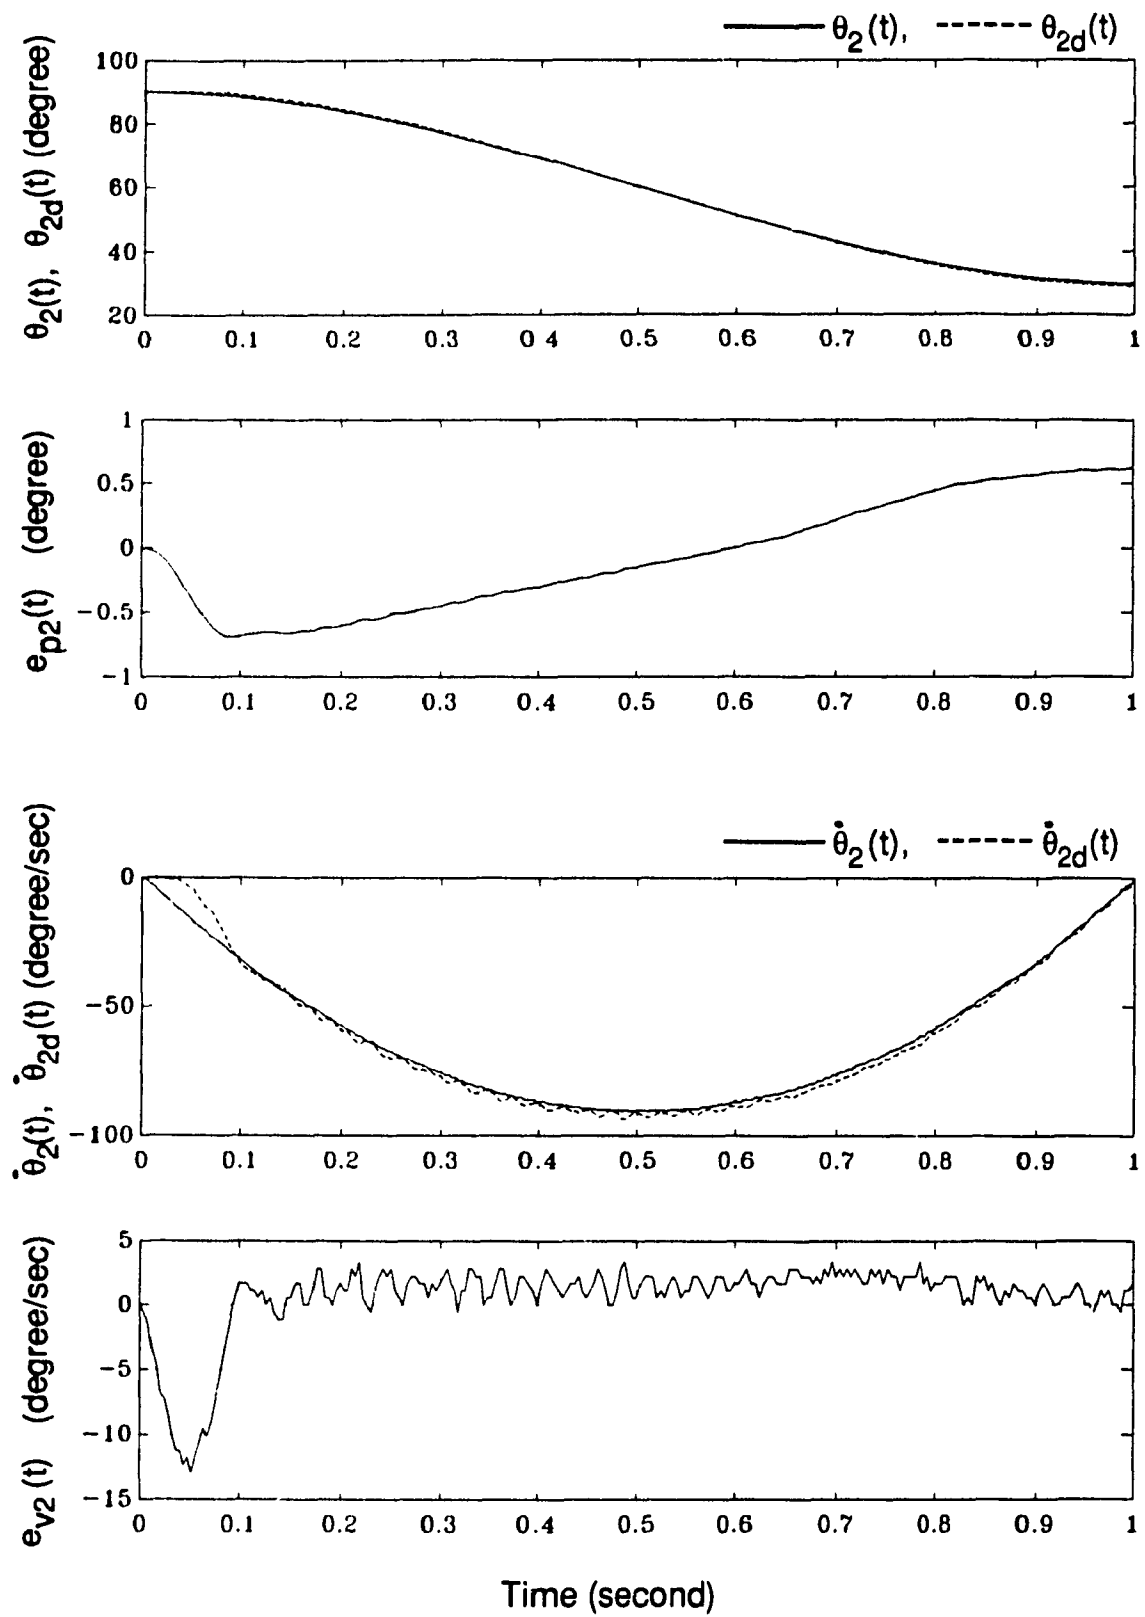 θ2(t), θ2d(t)
θ2(t), θ2d(t) (degree)
100
80
60
40
20
0 0.1 0.2 0.3 0 4 0.5 0.6 0.7 0.8 0.9 1
ep2(t) (degree)
1
0.5
0
−0.5
−1
0 0.1 0.2 0.3 0.4 0.5 0.6 0.7 0.8 0.9 1
θ̇2(t), θ̇2d(t)
θ̇2(t), θ̇2d(t) (degree/sec)
0
−50
−100
0 0.1 0.2 0.3 0.4 0.5 0.6 0.7 0.8 0.9 1
ev2(t) (degree/sec)
5
0
−5
−10
−15
0 0.1 0.2 0.3 0.4 0.5 0.6 0.7 0.8 0.9 1
Time (second)